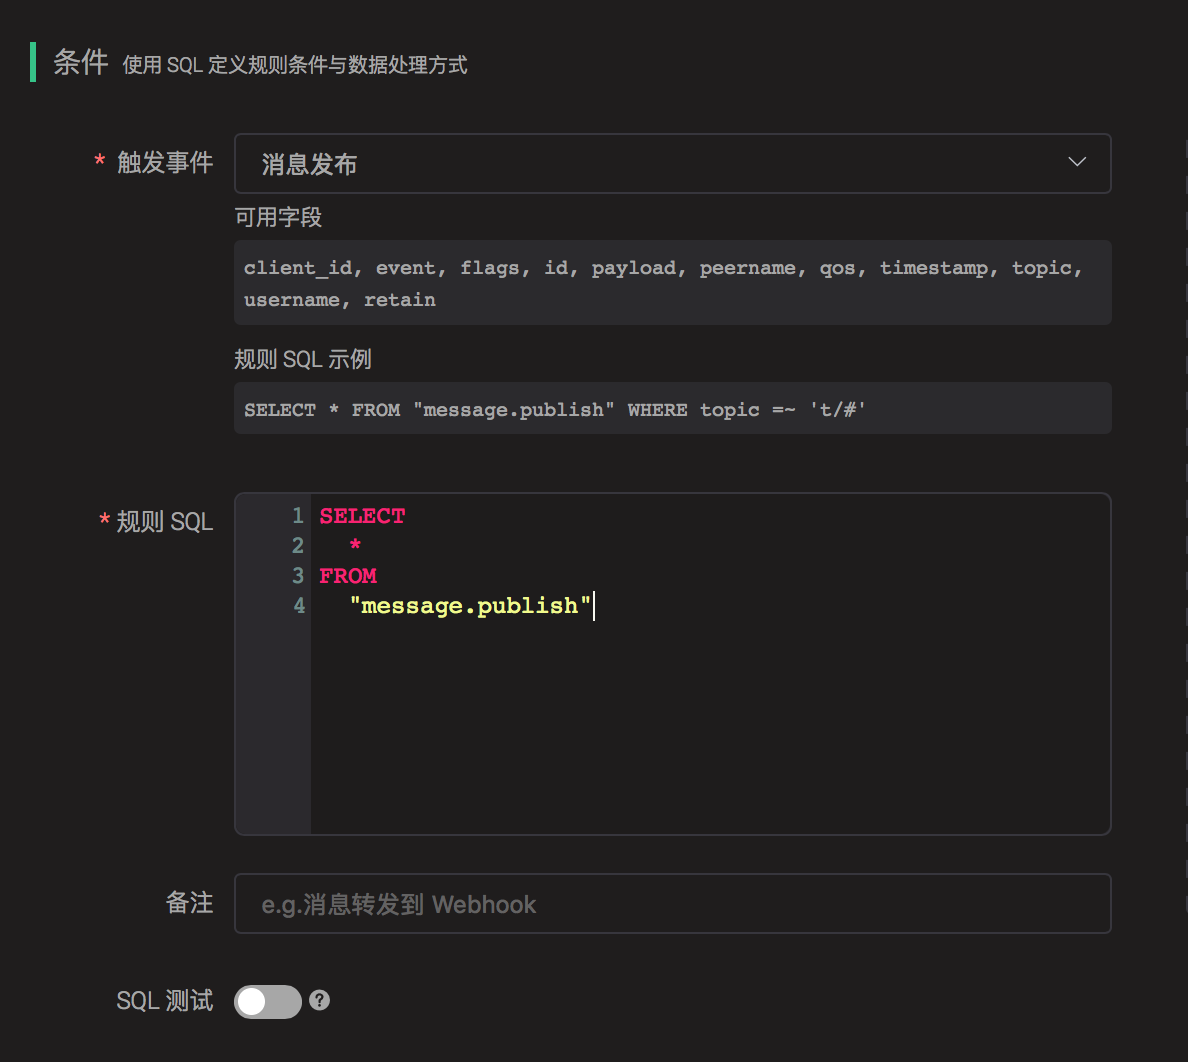 条件 使用 SQL 定义规则条件与数据处理方式
* 触发事件 消息发布
可用字段
client_id, event, flags, id, payload, peername, qos, timestamp, topic,
username, retain
规则 SQL 示例
SELECT * FROM "message.publish" WHERE topic =~ 't/#'
* 规则 SQL
1 SELECT
2 *
3 FROM
4 "message.publish"
备注 e.g.消息转发到 Webhook
SQL 测试 ?